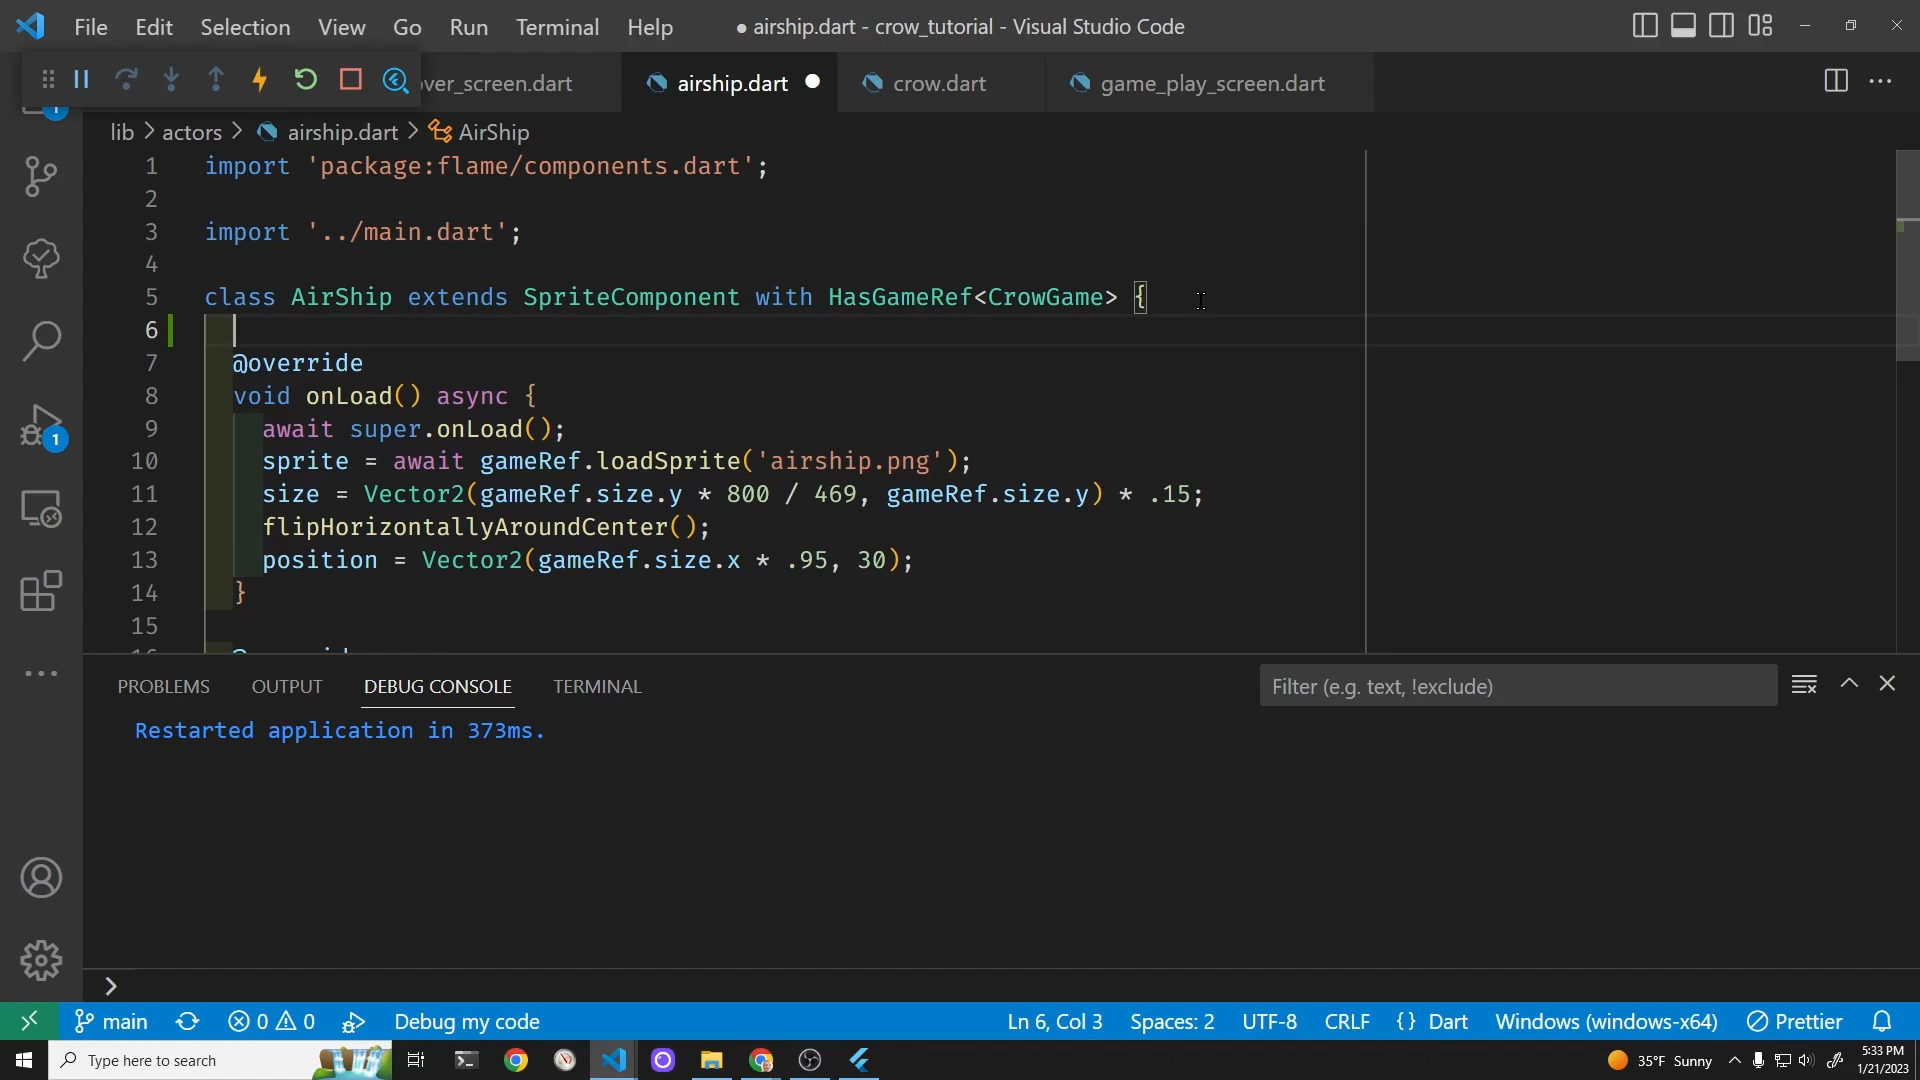 File Edit Selection View Go Run Terminal Help ● airship.dart - crow_tutorial - Visual Studio Code
over_screen.dart airship.dart crow.dart game_play_screen.dart
lib > actors > airship.dart > AirShip
1 import 'package:flame/components.dart';
2
3 import '../main.dart';
4
5 class AirShip extends SpriteComponent with HasGameRef<CrowGame> {
6
7 @override
8 void onLoad() async {
9 await super.onLoad();
10 sprite = await gameRef.loadSprite('airship.png');
11 size = Vector2(gameRef.size.y * 800 / 469, gameRef.size.y) * .15;
12 flipHorizontallyAroundCenter();
13 position = Vector2(gameRef.size.x * .95, 30);
14 }
15
PROBLEMS OUTPUT DEBUG CONSOLE TERMINAL Filter (e.g. text, !exclude)
Restarted application in 373ms.
main 0 0 Debug my code Ln 6, Col 3 Spaces: 2 UTF-8 CRLF {} Dart Windows (windows-x64) Prettier
Type here to search 35°F Sunny 5:33 PM
1/21/2023
1
1